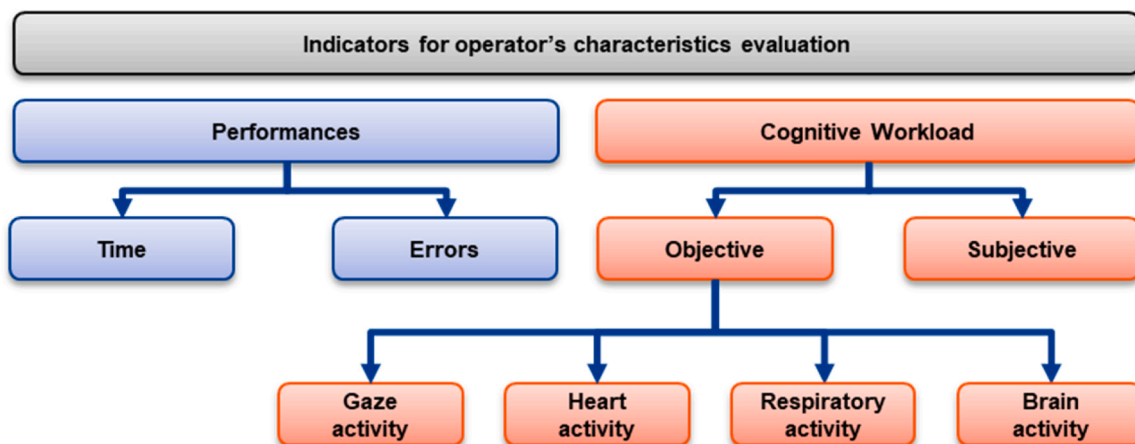 Indicators for operator's characteristics evaluation
Performances
Cognitive Workload
Time
Errors
Objective
Subjective
Gaze
activity
Heart
activity
Respiratory
activity
Brain
activity